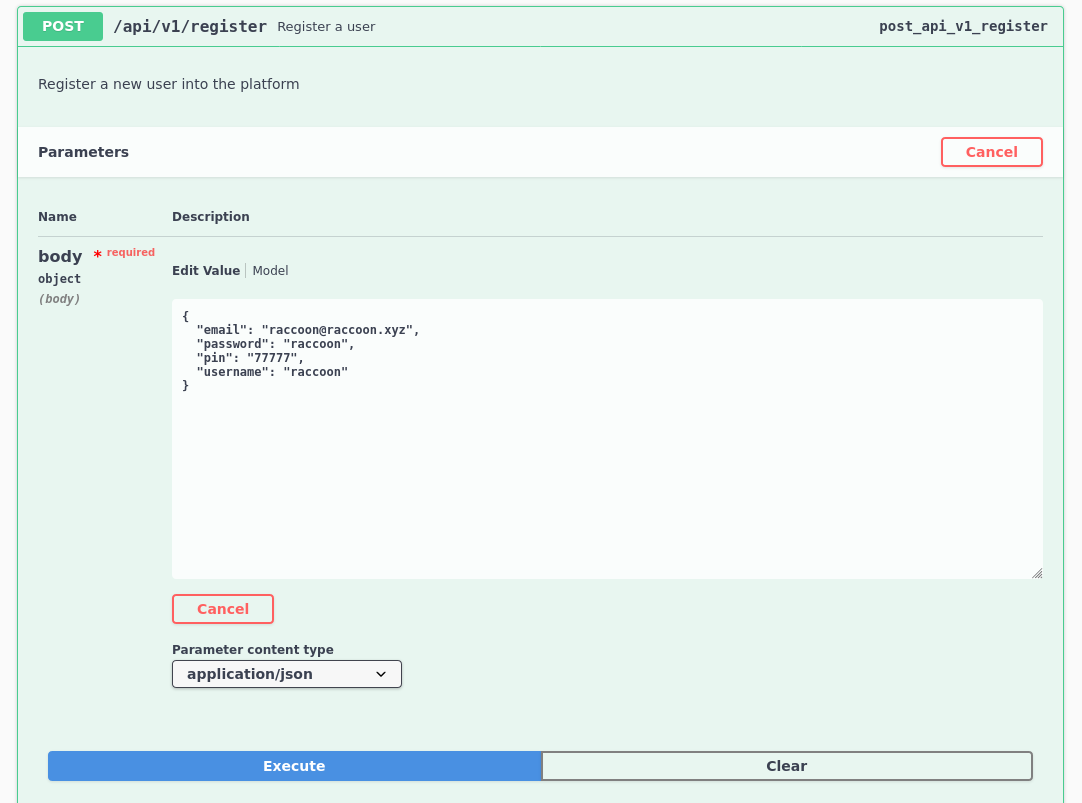 POST /api/v1/register Register a user post_api_v1_register
Register a new user into the platform
Parameters Cancel
Name Description
body * required
object
(body)
Edit Value Model
{
  "email": "raccoon@raccoon.xyz",
  "password": "raccoon",
  "pin": "77777",
  "username": "raccoon"
}
Cancel
Parameter content type
application/json
Execute Clear